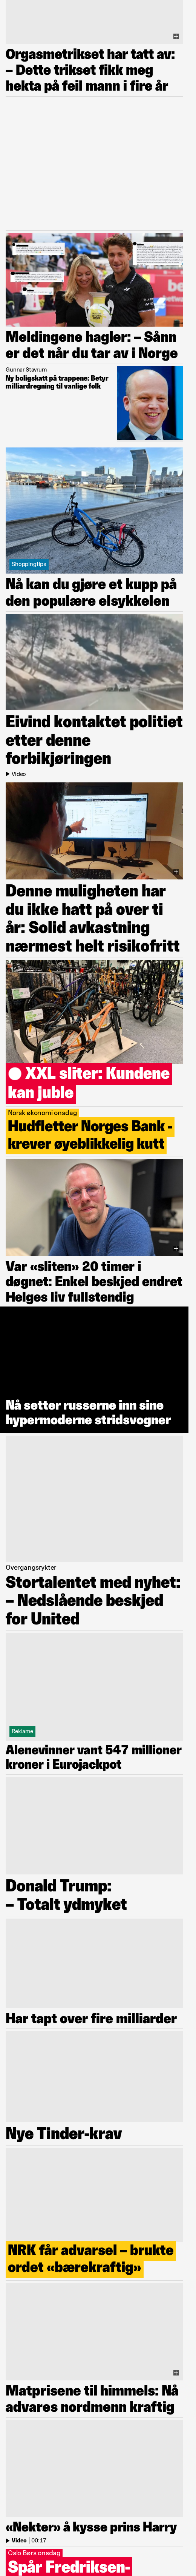 Orgasmetrikset har tatt av:
– Dette trikset fikk meg
hekta på feil mann i fire år
Meldingene hagler: – Sånn
er det når du tar av i Norge
Gunnar Stavrum
Ny boligskatt på trappene: Betyr
milliardregning til vanlige folk
Shoppingtips
Nå kan du gjøre et kupp på
den populære elsykkelen
Eivind kontaktet politiet
etter denne
forbikjøringen
Video
Denne muligheten har
du ikke hatt på over ti
år: Solid avkastning
nærmest helt risikofritt
XXL sliter: Kundene
kan juble
Norsk økonomi onsdag
Hudfletter Norges Bank -
krever øyeblikkelig kutt
Var «sliten» 20 timer i
døgnet: Enkel beskjed endret
Helges liv fullstendig
Nå setter russerne inn sine
hypermoderne stridsvogner
Overgangsrykter
Stortalentet med nyhet:
– Nedslående beskjed
for United
Reklame
Alenevinner vant 547 millioner
kroner i Eurojackpot
Donald Trump:
– Totalt ydmyket
Har tapt over fire milliarder
Nye Tinder-krav
NRK får advarsel – brukte
ordet «bærekraftig»
Matprisene til himmels: Nå
advares nordmenn kraftig
«Nekter» å kysse prins Harry
Video | 00:17
Oslo Børs onsdag
Spår Fredriksen-